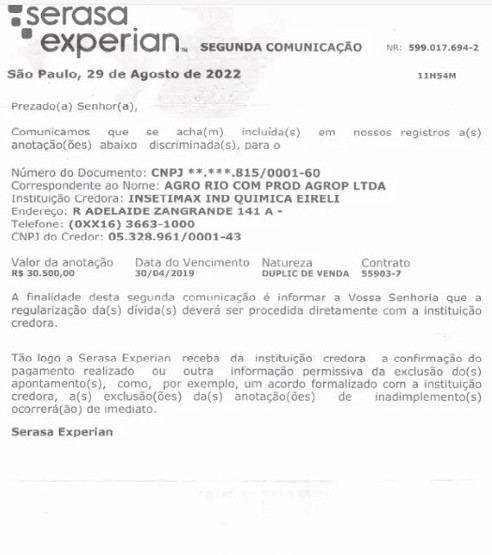 serasa
experian™ SEGUNDA COMUNICAÇÃO NR: 599.017.694-2
São Paulo, 29 de Agosto de 2022 11H54M
Prezado(a) Senhor(a),
Comunicamos que se acha(m) incluída(s) em nossos registros a(s)
anotação(ões) abaixo discriminada(s), para o
Número do Documento: CNPJ **.***.815/0001-60
Correspondente ao Nome: AGRO RIO COM PROD AGROP LTDA
Instituição Credora: INSETIMAX IND QUIMICA EIRELI
Endereço: R ADELAIDE ZANGRANDE 141 A -
Telefone: (0XX16) 3663-1000
CNPJ do Credor: 05.328.961/0001-43
Valor da anotação Data do Vencimento Natureza Contrato
R$ 30.500,00 30/04/2019 DUPLIC DE VENDA 55903-7
A finalidade desta segunda comunicação é informar a Vossa Senhoria que a
regularização da(s) dívida(s) deverá ser procedida diretamente com a instituição
credora.
Tão logo a Serasa Experian receba da instituição credora a confirmação do
pagamento realizado ou outra informação permissiva da exclusão do(s)
apontamento(s), como, por exemplo, um acordo formalizado com a instituição
credora, a(s) exclusão(ões) da(s) anotação(ões) de inadimplemento(s)
ocorrerá(ão) de imediato.
Serasa Experian